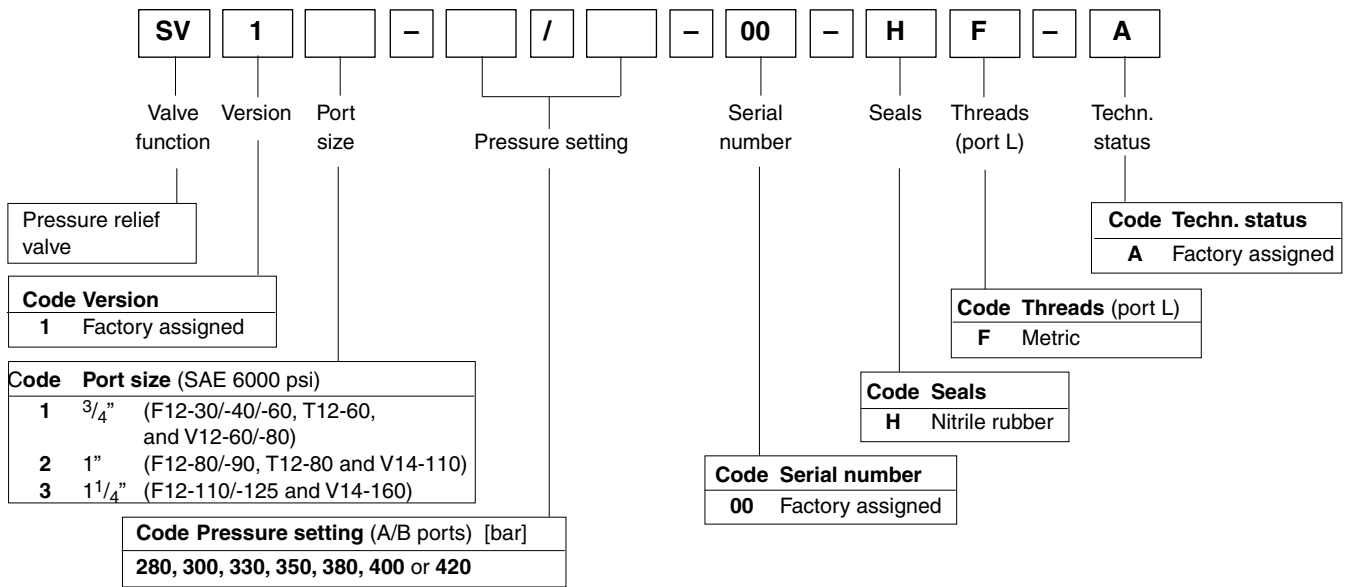 SV 1 – / – 00 – H F – A
Valve function
Version
Port size
Pressure setting
Serial number
Seals
Threads (port L)
Techn. status
Pressure relief
valve
Code Version
1 Factory assigned
Code Port size (SAE 6000 psi)
1 3/4” (F12-30/-40/-60, T12-60,
and V12-60/-80)
2 1” (F12-80/-90, T12-80 and V14-110)
3 11/4” (F12-110/-125 and V14-160)
Code Pressure setting (A/B ports) [bar]
280, 300, 330, 350, 380, 400 or 420
Code Serial number
00 Factory assigned
Code Seals
H Nitrile rubber
Code Threads (port L)
F Metric
Code Techn. status
A Factory assigned